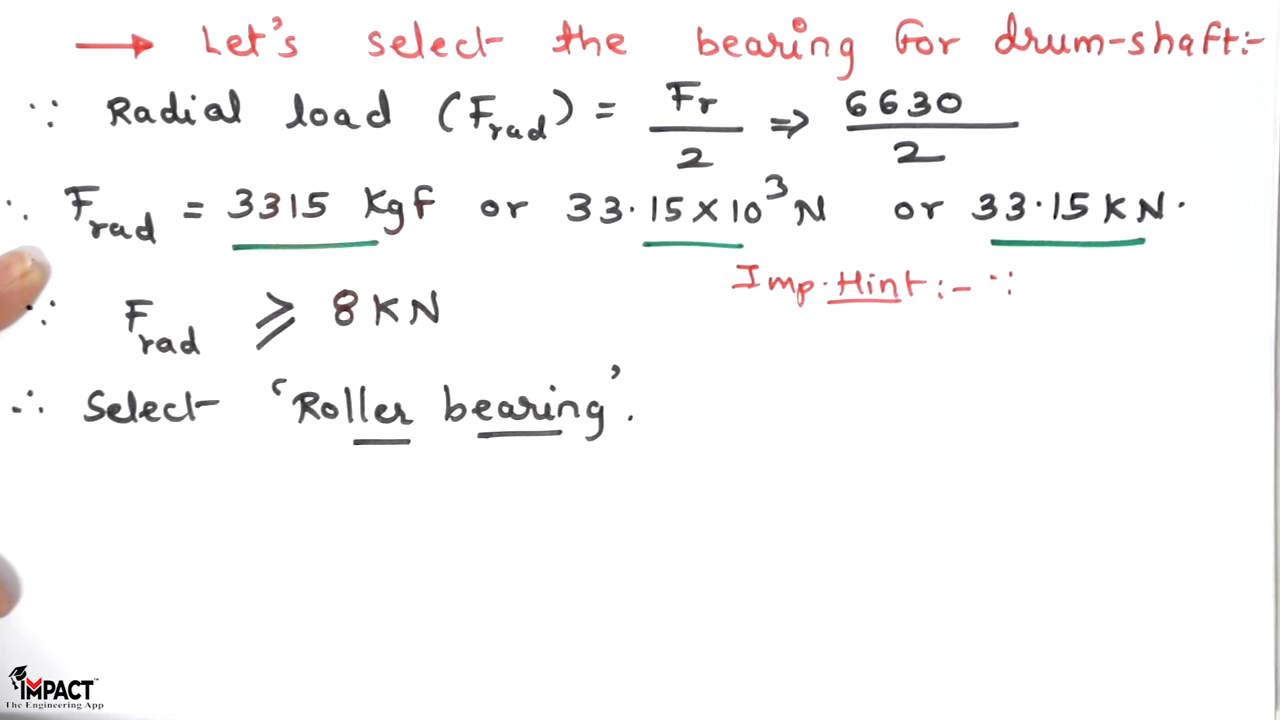 → Let's select the bearing for drum-shaft:-
∵ Radial load (Frad) = Fr/2 ⇒ 6630/2
∴ Frad = 3315 Kgf or 33.15×10³ N or 33.15 KN.
Imp. Hint:- ∵
∵ Frad ⩾ 8 KN
∴ Select 'Roller bearing'.
IMPACT
The Engineering App